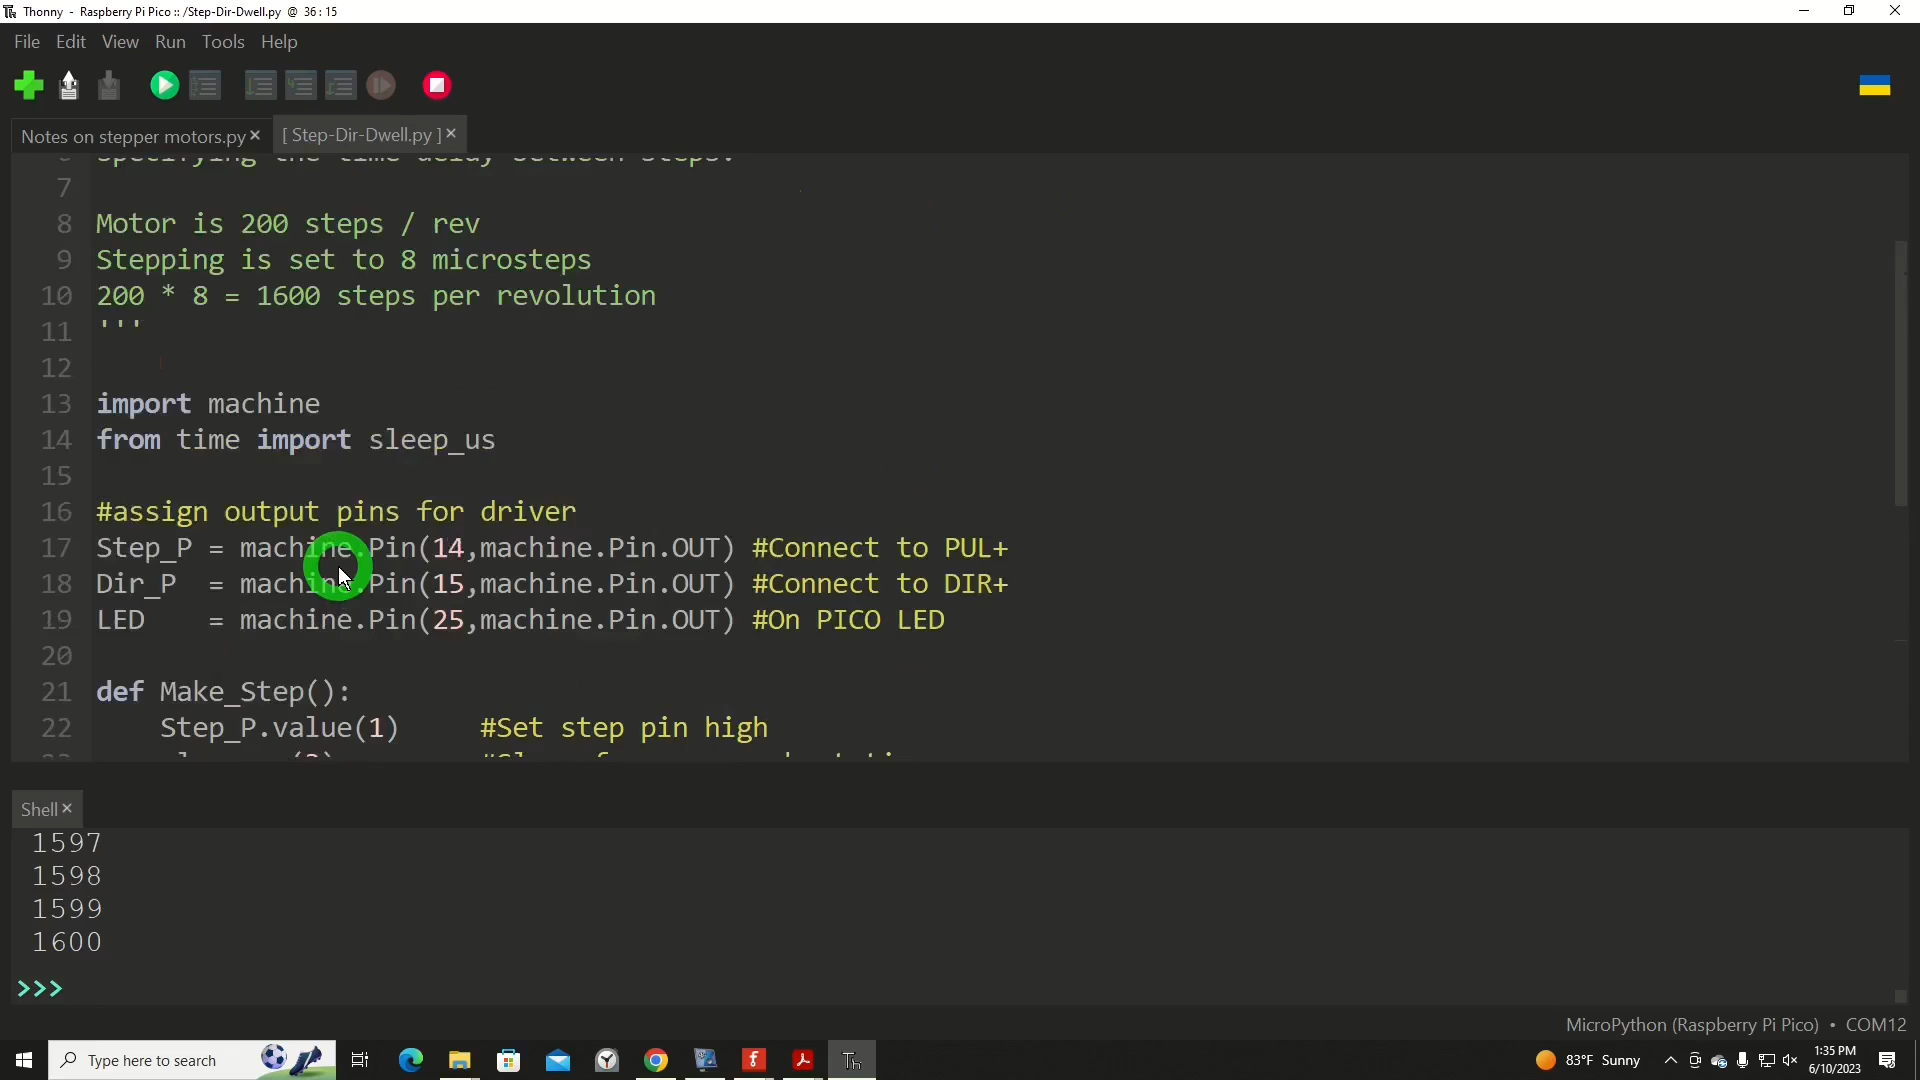 Thonny - Raspberry Pi Pico :: /Step-Dir-Dwell.py @ 36 : 15
File Edit View Run Tools Help
Notes on stepper motors.py × [ Step-Dir-Dwell.py ] ×
specifying the time delay between steps.
7
8 Motor is 200 steps / rev
9 Stepping is set to 8 microsteps
10 200 * 8 = 1600 steps per revolution
11 '''
12
13 import machine
14 from time import sleep_us
15
16 #assign output pins for driver
17 Step_P = machine.Pin(14,machine.Pin.OUT) #Connect to PUL+
18 Dir_P  = machine.Pin(15,machine.Pin.OUT) #Connect to DIR+
19 LED    = machine.Pin(25,machine.Pin.OUT) #On PICO LED
20
21 def Make_Step():
22     Step_P.value(1)     #Set step pin high
Shell ×
1597
1598
1599
1600
>>>
MicroPython (Raspberry Pi Pico) • COM12
Type here to search
83°F Sunny
1:35 PM
6/10/2023